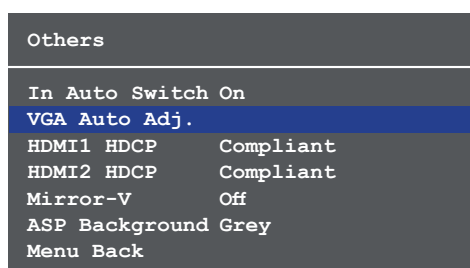 Others
In Auto Switch On
VGA Auto Adj.
HDMI1 HDCP Compliant
HDMI2 HDCP Compliant
Mirror-V Off
ASP Background Grey
Menu Back